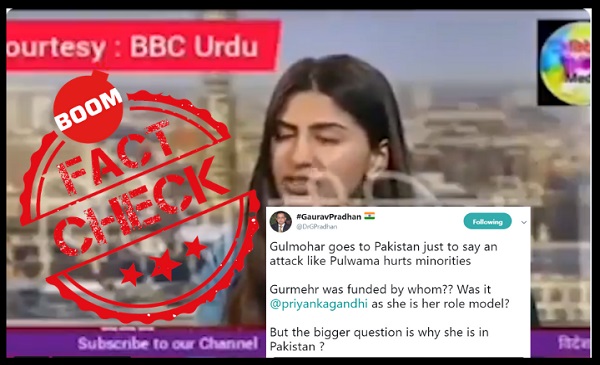 ourtesy : BBC Urdu
BOOM
FACT
CHECK
#GauravPradhan
@DrGPradhan
Following
Gulmohar goes to Pakistan just to say an
attack like Pulwama hurts minorities
Gurmehr was funded by whom?? Was it
@priyankagandhi as she is her role model?
But the bigger question is why she is in
Pakistan ?
Subscribe to our Channel
विदेश